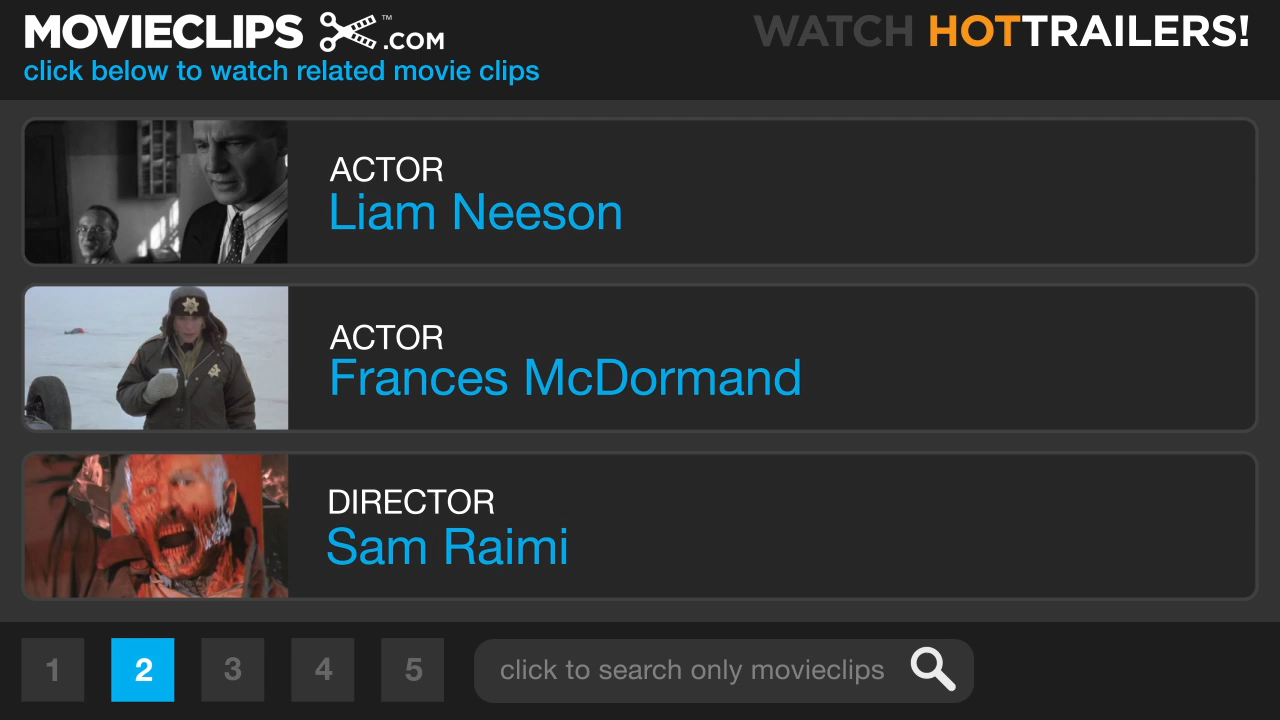 MOVIECLIPS™.COM
WATCH HOTTRAILERS!
click below to watch related movie clips
ACTOR
Liam Neeson
ACTOR
Frances McDormand
DIRECTOR
Sam Raimi
1 2 3 4 5 click to search only movieclips